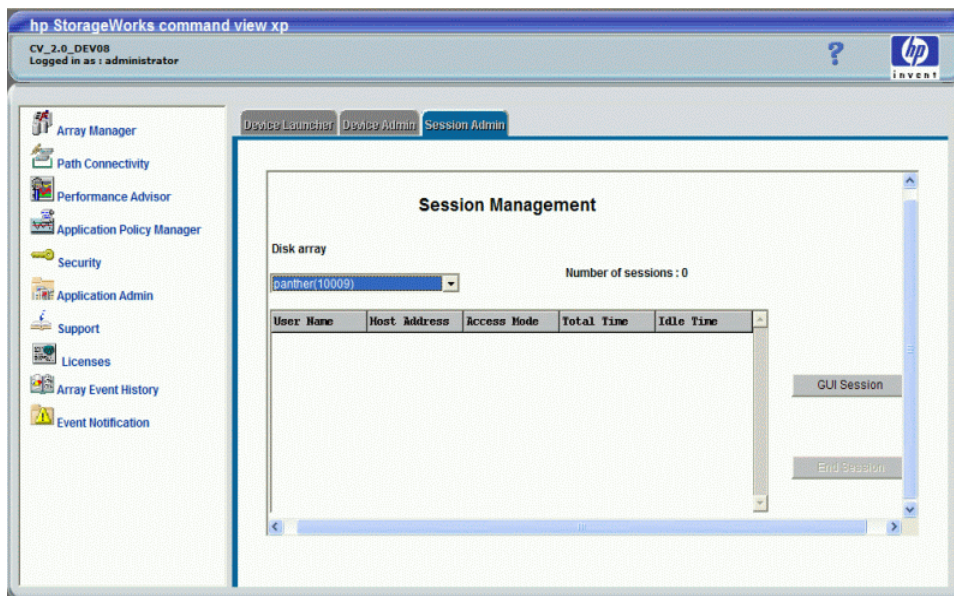 hp StorageWorks command view xp
CV_2.0_DEV08
Logged in as : administrator
?
hp
invent
Array Manager
Path Connectivity
Performance Advisor
Application Policy Manager
Security
Application Admin
Support
Licenses
Array Event History
Event Notification
Device Launcher Device Admin Session Admin
Session Management
Disk array
Number of sessions : 0
panther(10009)
User Name Host Address Access Mode Total Time Idle Time
GUI Session
End Session